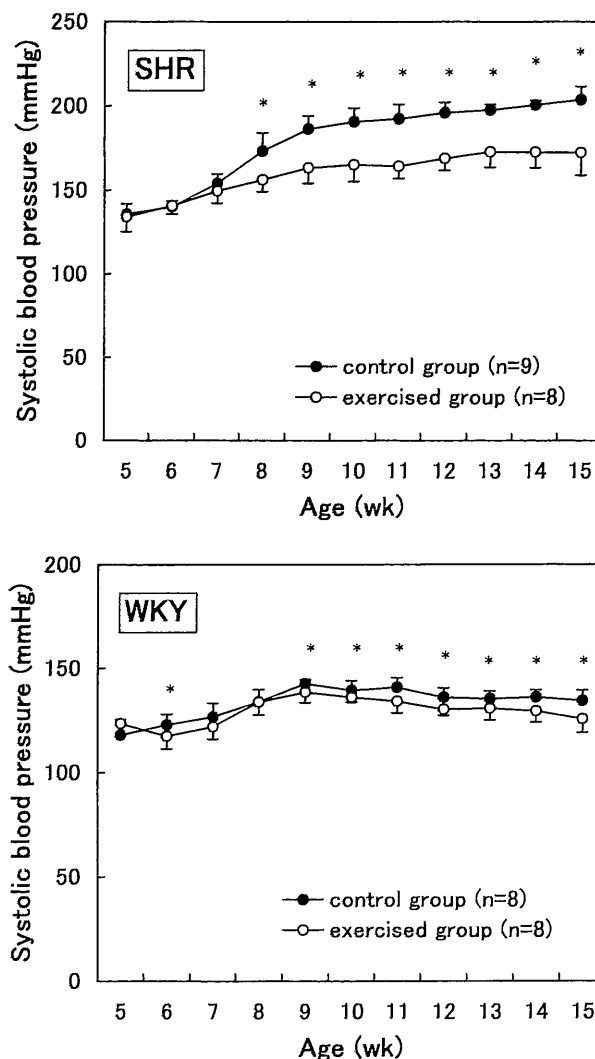 250
SHR
* * * * * * * *
200
150
100
50
0
Systolic blood pressure (mmHg)
control group (n=9)
exercised group (n=8)
5 6 7 8 9 10 11 12 13 14 15
Age (wk)
200
WKY
* * * * * * * *
150
100
50
0
Systolic blood pressure (mmHg)
control group (n=8)
exercised group (n=8)
5 6 7 8 9 10 11 12 13 14 15
Age (wk)